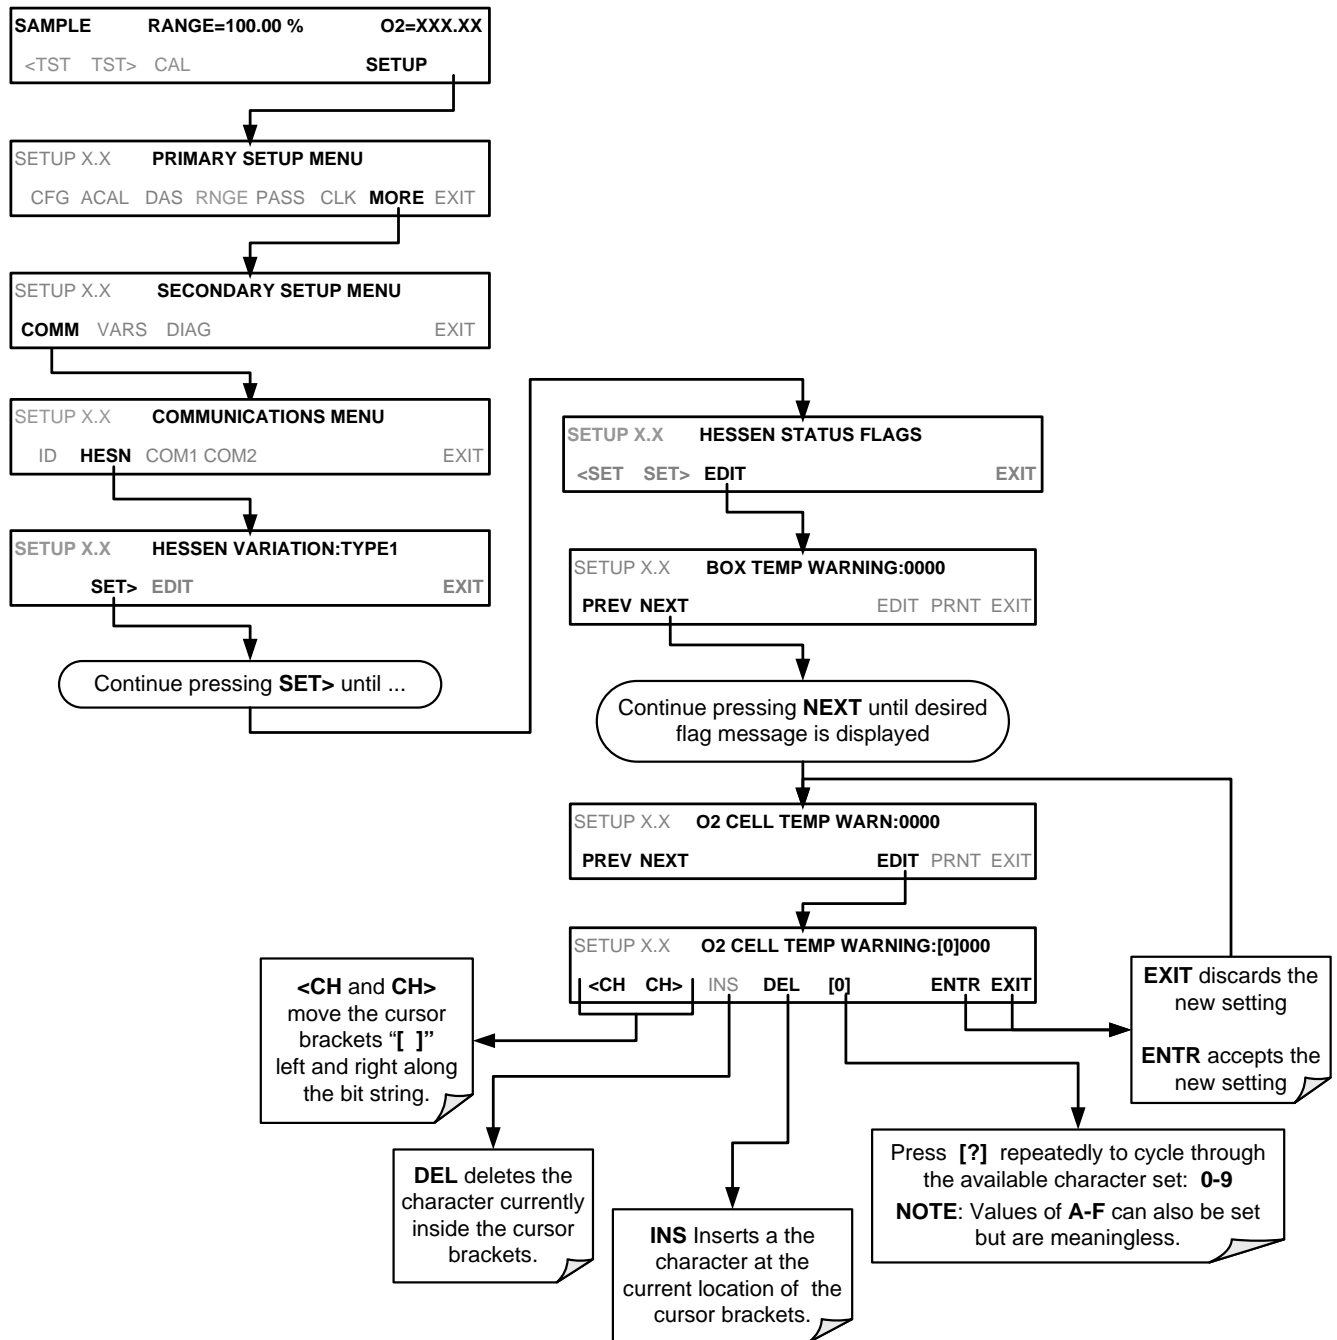 SAMPLE RANGE=100.00 % O2=XXX.XX
<TST TST> CAL SETUP
SETUP X.X PRIMARY SETUP MENU
CFG ACAL DAS RNGE PASS CLK MORE EXIT
SETUP X.X SECONDARY SETUP MENU
COMM VARS DIAG EXIT
SETUP X.X COMMUNICATIONS MENU
ID HESN COM1 COM2 EXIT
SETUP X.X HESSEN VARIATION:TYPE1
SET> EDIT EXIT
Continue pressing SET> until ...
SETUP X.X HESSEN STATUS FLAGS
<SET SET> EDIT EXIT
SETUP X.X BOX TEMP WARNING:0000
PREV NEXT EDIT PRNT EXIT
Continue pressing NEXT until desired
flag message is displayed
SETUP X.X O2 CELL TEMP WARN:0000
PREV NEXT EDIT PRNT EXIT
SETUP X.X O2 CELL TEMP WARNING:[0]000
<CH CH> INS DEL [0] ENTR EXIT
<CH and CH>
move the cursor
brackets “[ ]”
left and right along
the bit string.
DEL deletes the
character currently
inside the cursor
brackets.
INS Inserts a the
character at the
current location of the
cursor brackets.
Press [?] repeatedly to cycle through
the available character set: 0-9
NOTE: Values of A-F can also be set
but are meaningless.
EXIT discards the
new setting
ENTR accepts the
new setting